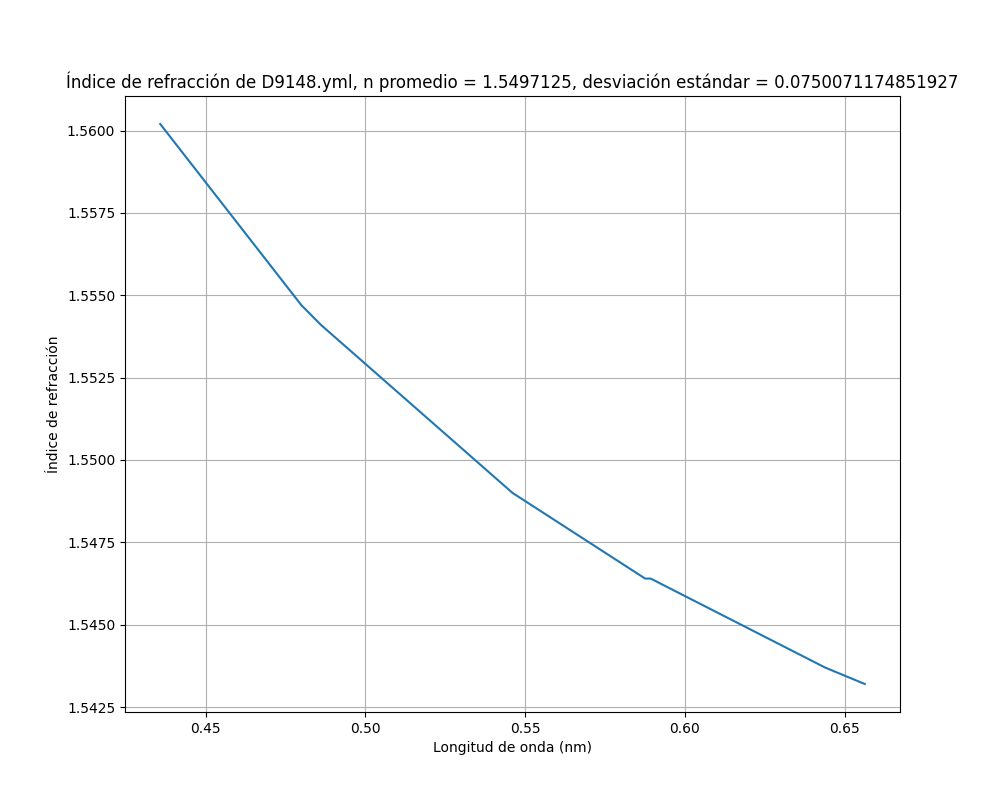 Índice de refracción de D9148.yml, n promedio = 1.5497125, desviación estándar = 0.0750071174851927
1.5600
1.5575
1.5550
1.5525
1.5500
1.5475
1.5450
1.5425
Índice de refracción
0.45 0.50 0.55 0.60 0.65
Longitud de onda (nm)